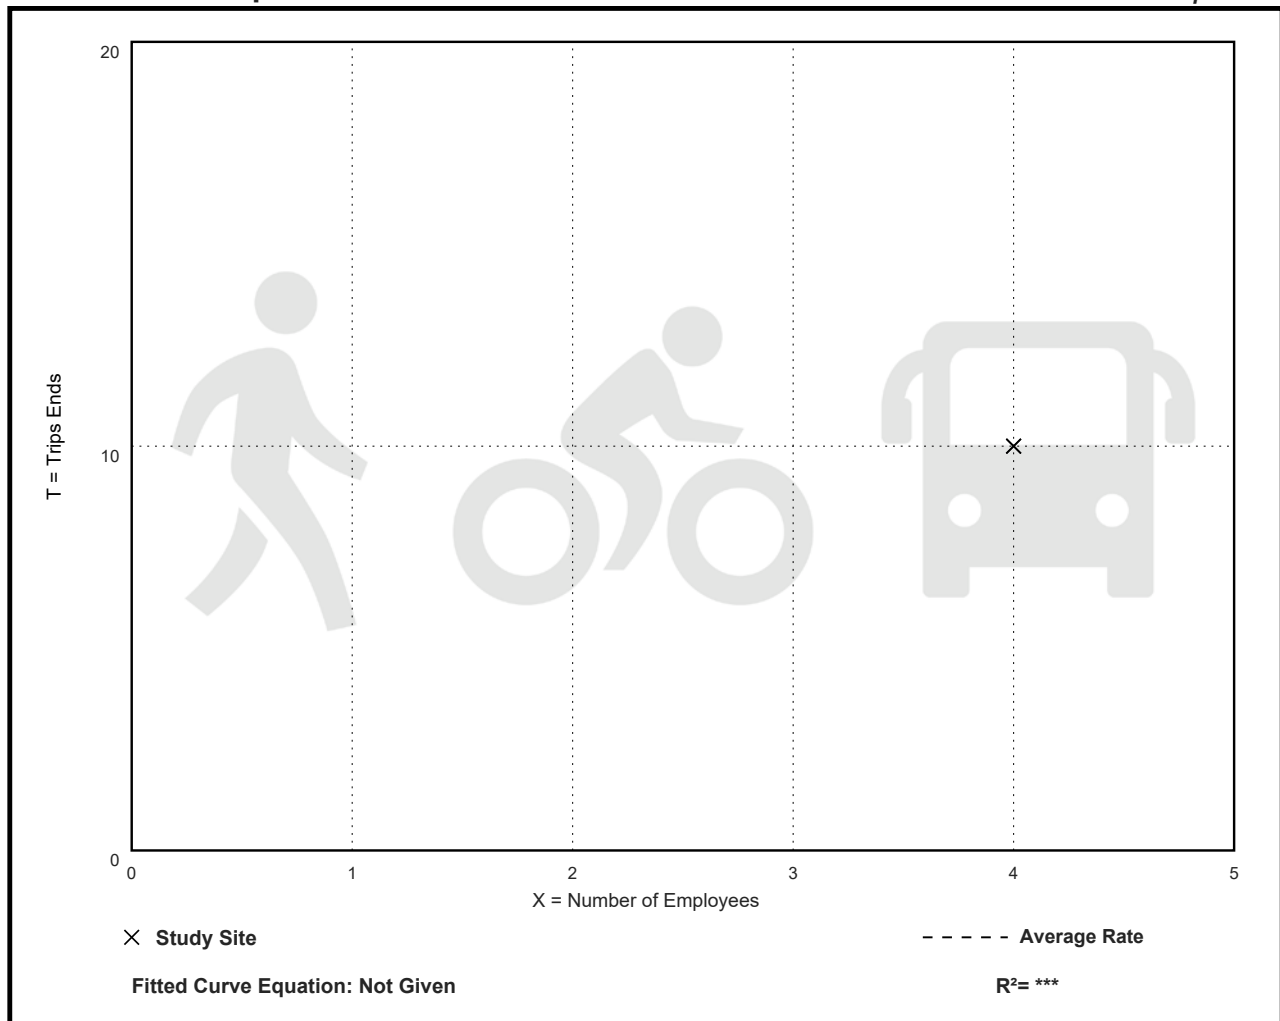 20
10
0
T = Trips Ends
0 1 2 3 4 5
X = Number of Employees
Study Site
Average Rate
Fitted Curve Equation: Not Given
R²= ***